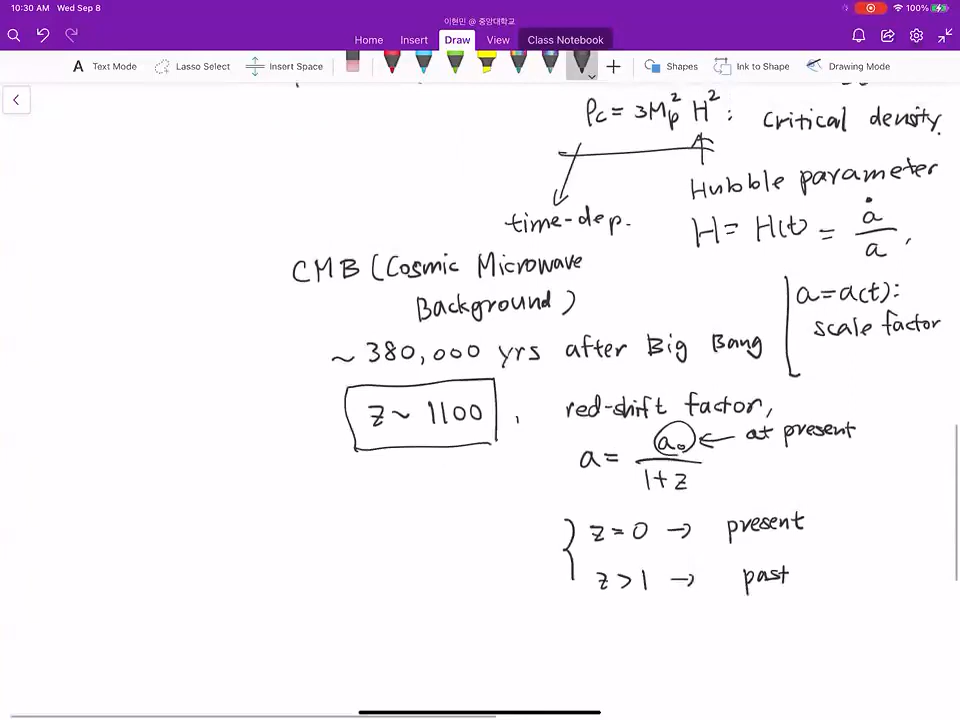 10:30 AM Wed Sep 8
100%
이현민 @ 중앙대학교
Home Insert Draw View Class Notebook
A Text Mode Lasso Select Insert Space Shapes Ink to Shape Drawing Mode
ρc = 3Mp² H² : critical density.
Hubble parameter
time-dep.
H = H(t) = ȧ/a ,
CMB (Cosmic Microwave
Background)
a = a(t) :
scale factor
~ 380,000 yrs after Big Bang
z ~ 1100 , red-shift factor,
a = a₀/(1+z) ← at present
z = 0 → present
z > 1 → past